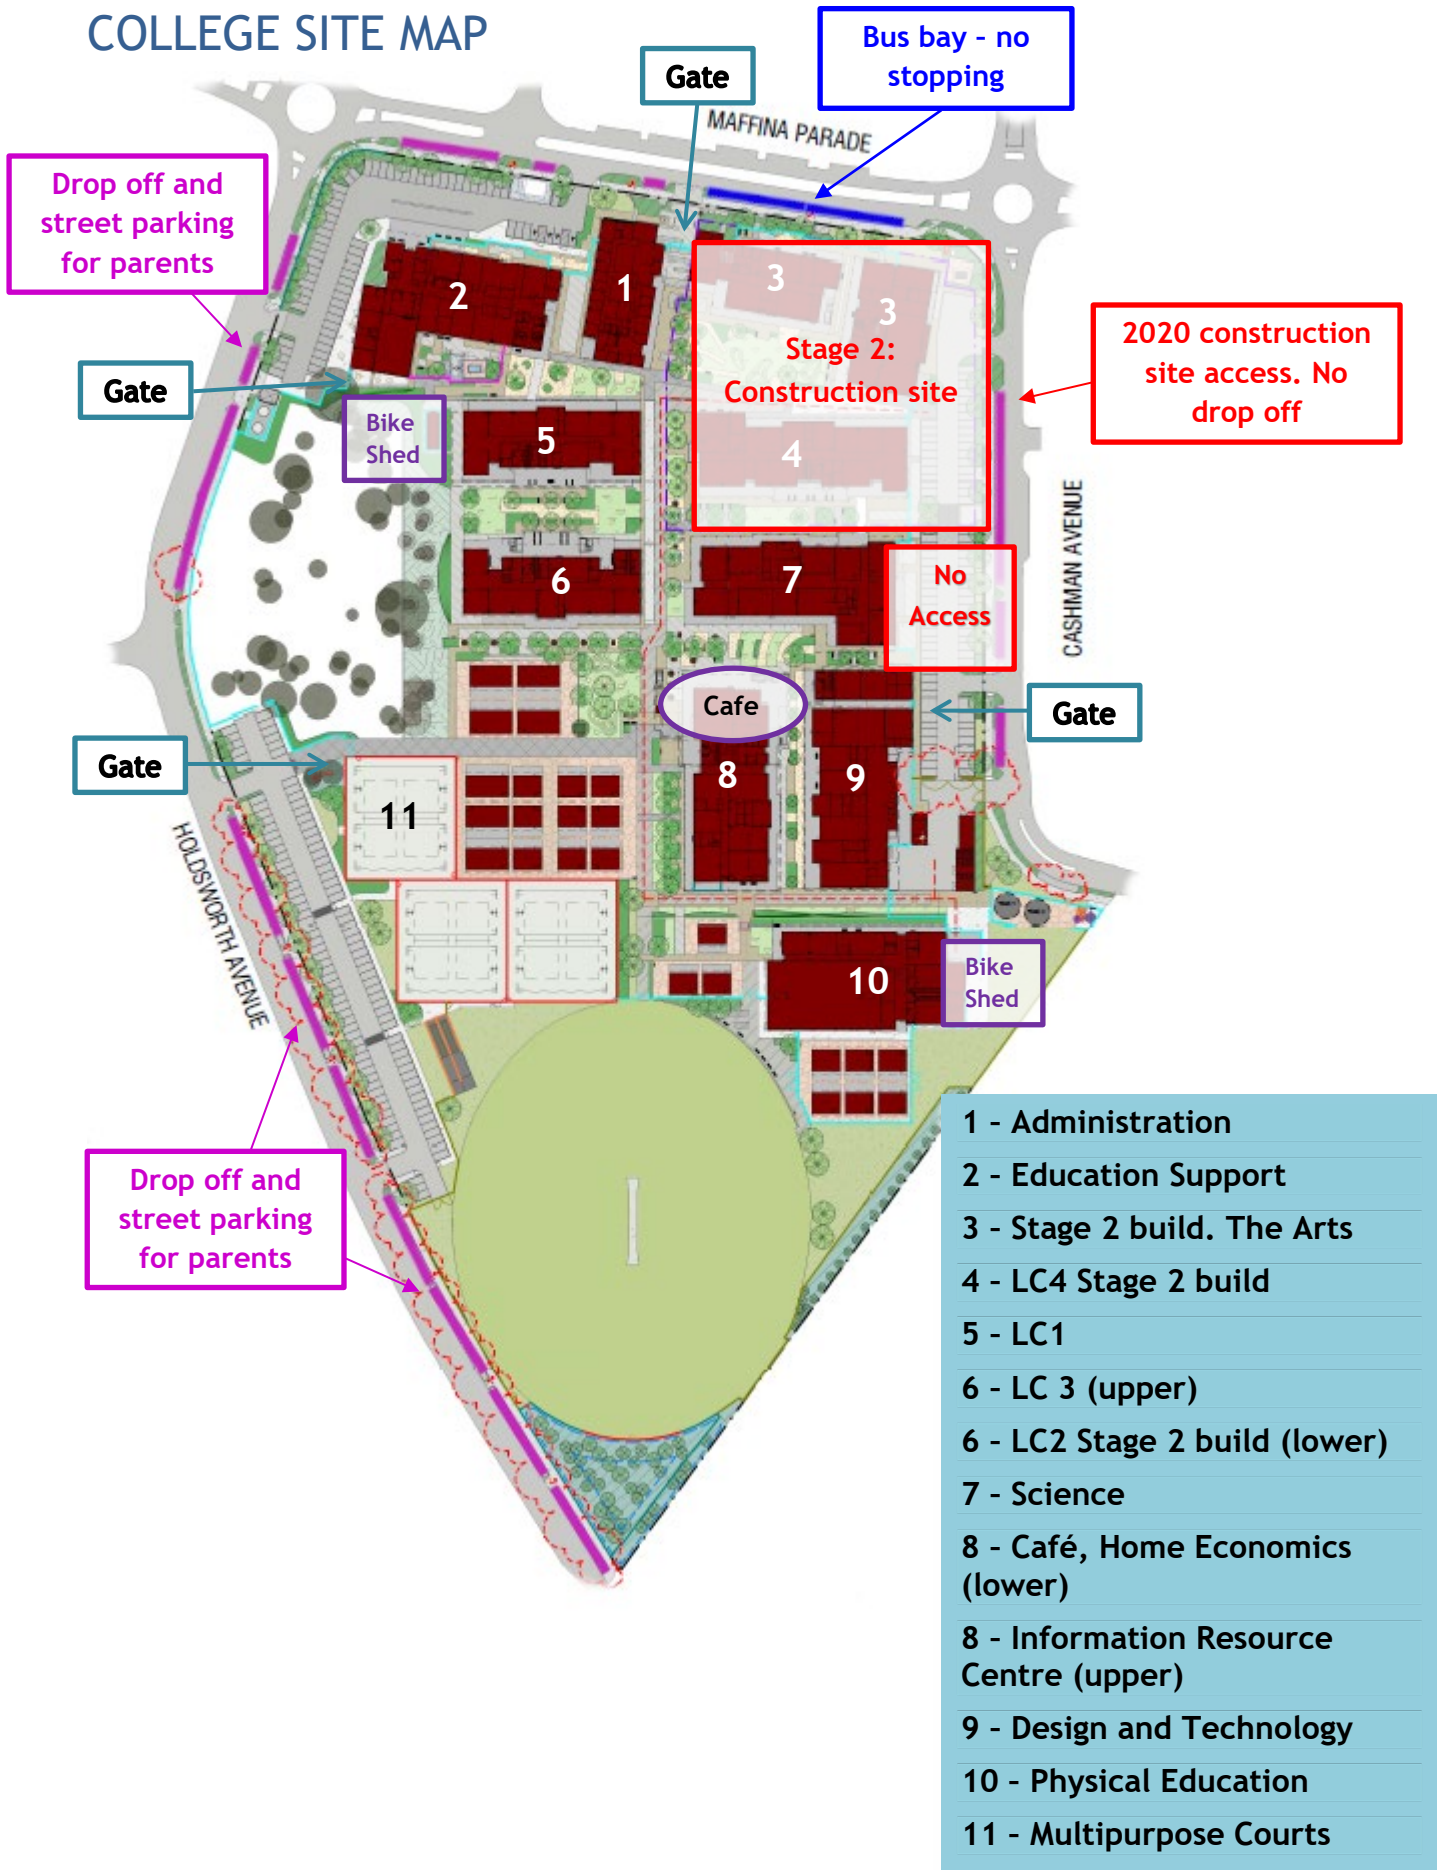 COLLEGE SITE MAP
Bus bay - no
stopping
Gate
MAFFINA PARADE
Drop off and
street parking
for parents
1
2
3
3
Stage 2:
Construction site
4
2020 construction
site access. No
drop off
Gate
Bike
Shed
5
CASHMAN AVENUE
6
7
No
Access
Cafe
Gate
Gate
8
9
11
HOLDSWORTH AVENUE
10
Bike
Shed
Drop off and
street parking
for parents
1 - Administration
2 - Education Support
3 - Stage 2 build. The Arts
4 - LC4 Stage 2 build
5 - LC1
6 - LC 3 (upper)
6 - LC2 Stage 2 build (lower)
7 - Science
8 - Café, Home Economics
(lower)
8 - Information Resource
Centre (upper)
9 - Design and Technology
10 - Physical Education
11 - Multipurpose Courts